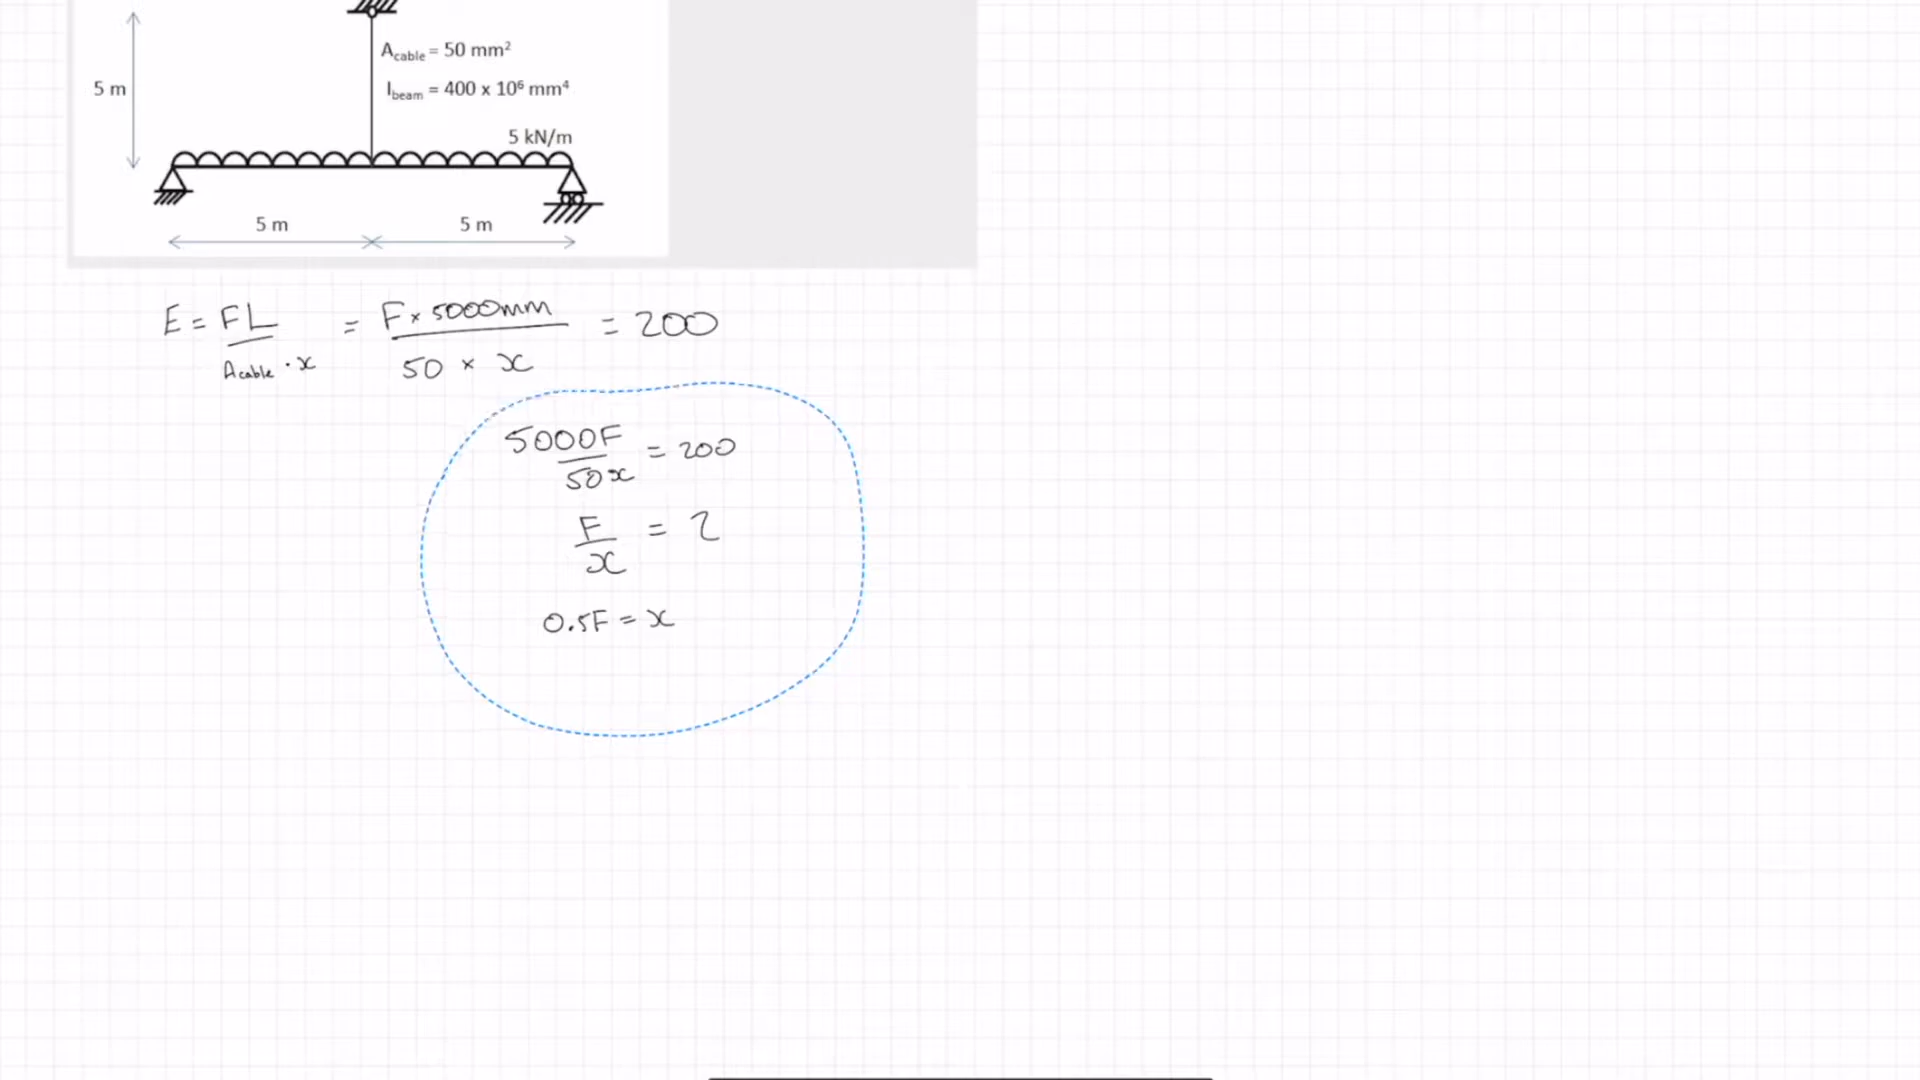 A_cable = 50 mm²
5 m
I_beam = 400 x 10⁶ mm⁴
5 kN/m
5 m 5 m
E = FL / A_cable · x = F × 5000mm / 50 × x = 200
5000F / 50x = 200
F / x = 2
0.5F = x